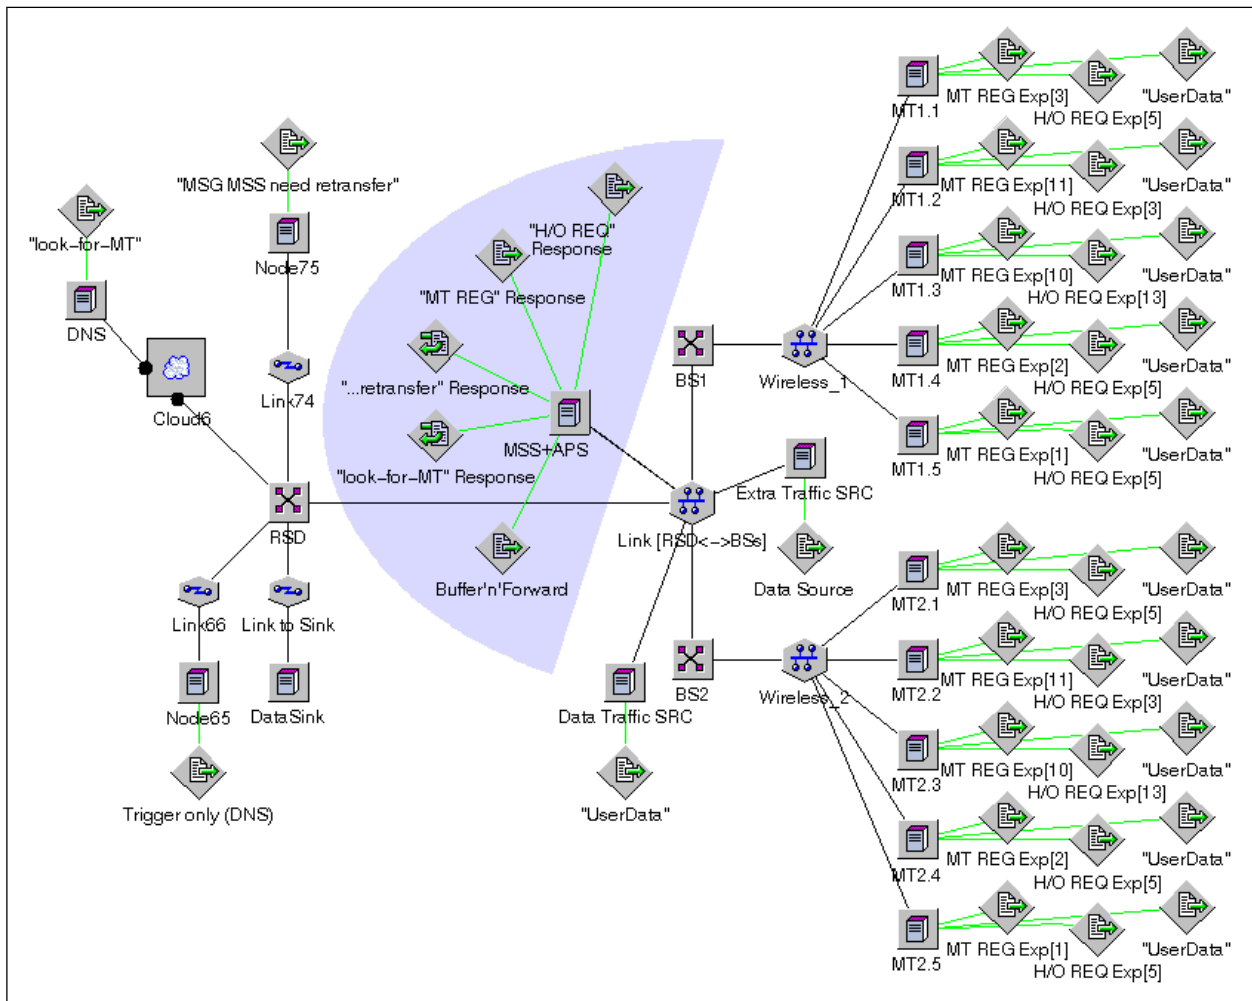 "look-for-MT"
DNS
Cloud6
"MSG MSS need retransfer"
Node75
Link74
RSD
Link66
Link to Sink
Node65
DataSink
Trigger only (DNS)
"H/O REQ"
Response
"MT REG" Response
"...retransfer" Response
MSS+APS
"look-for-MT" Response
Buffer'n'Forward
BS1
Wireless_1
Extra Traffic SRC
Link [RSD<->BSs]
Data Source
BS2
Wireless_2
Data Traffic SRC
"UserData"
MT1.1
MT REG Exp[3]
H/O REQ Exp[5]
"UserData"
MT1.2
MT REG Exp[11]
H/O REQ Exp[3]
"UserData"
MT1.3
MT REG Exp[10]
H/O REQ Exp[13]
"UserData"
MT1.4
MT REG Exp[2]
H/O REQ Exp[5]
"UserData"
MT1.5
MT REG Exp[1]
H/O REQ Exp[5]
"UserData"
MT2.1
MT REG Exp[3]
H/O REQ Exp[5]
"UserData"
MT2.2
MT REG Exp[11]
H/O REQ Exp[3]
"UserData"
MT2.3
MT REG Exp[10]
H/O REQ Exp[13]
"UserData"
MT2.4
MT REG Exp[2]
H/O REQ Exp[5]
"UserData"
MT2.5
MT REG Exp[1]
H/O REQ Exp[5]
"UserData"